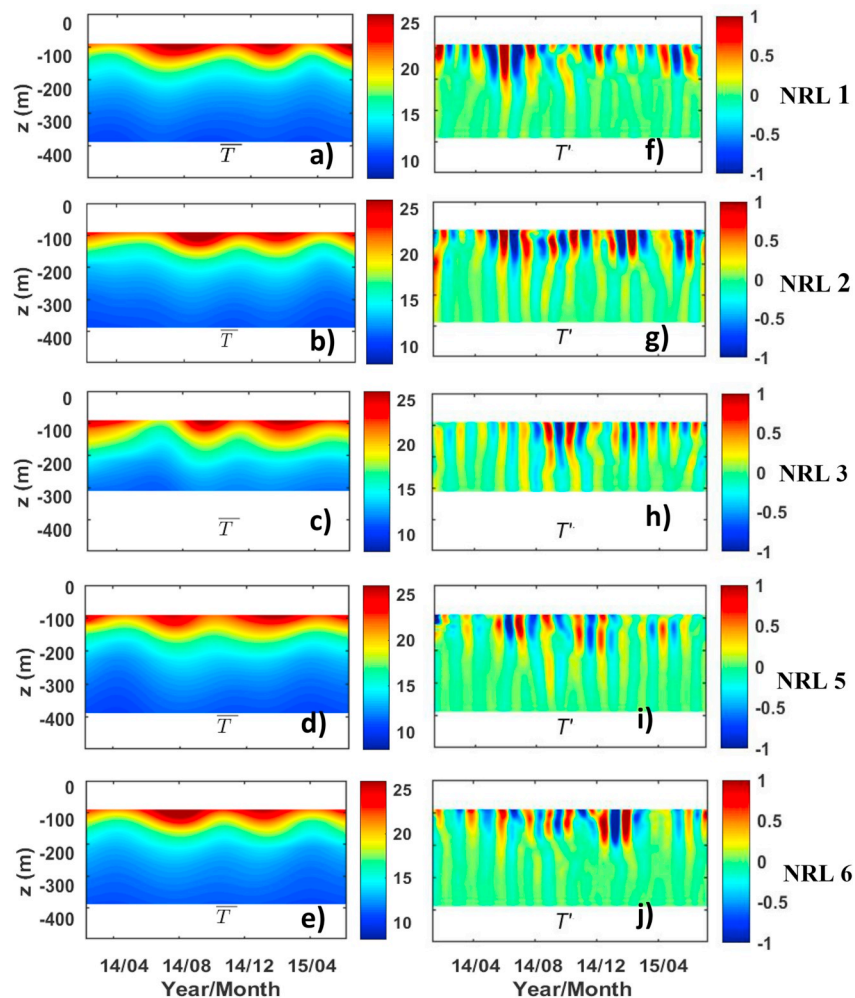 0
-100
-200
-300
-400
z (m)
T
a)
25
20
15
10
T'
f)
1
0.5
0
-0.5
-1
NRL 1
0
-100
-200
-300
-400
z (m)
T
b)
25
20
15
10
T'
g)
1
0.5
0
-0.5
-1
NRL 2
0
-100
-200
-300
-400
z (m)
T
c)
25
20
15
10
T'
h)
1
0.5
0
-0.5
-1
NRL 3
0
-100
-200
-300
-400
z (m)
T
d)
25
20
15
10
T'
i)
1
0.5
0
-0.5
-1
NRL 5
0
-100
-200
-300
-400
z (m)
T
e)
25
20
15
10
T'
j)
1
0.5
0
-0.5
-1
NRL 6
14/04 14/08 14/12 15/04
Year/Month
14/04 14/08 14/12 15/04
Year/Month